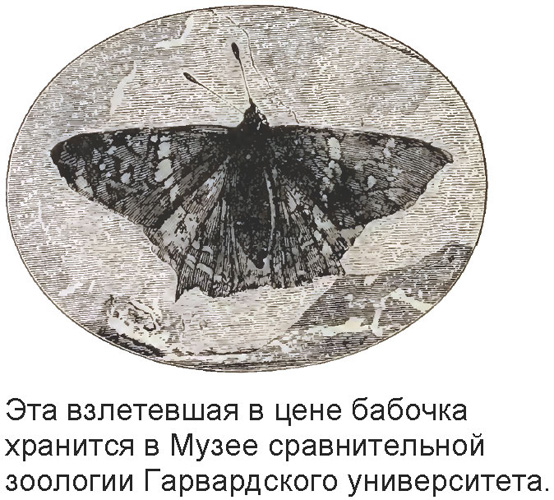 Эта взлетевшая в цене бабочка
хранится в Музее сравнительной
зоологии Гарвардского университета.